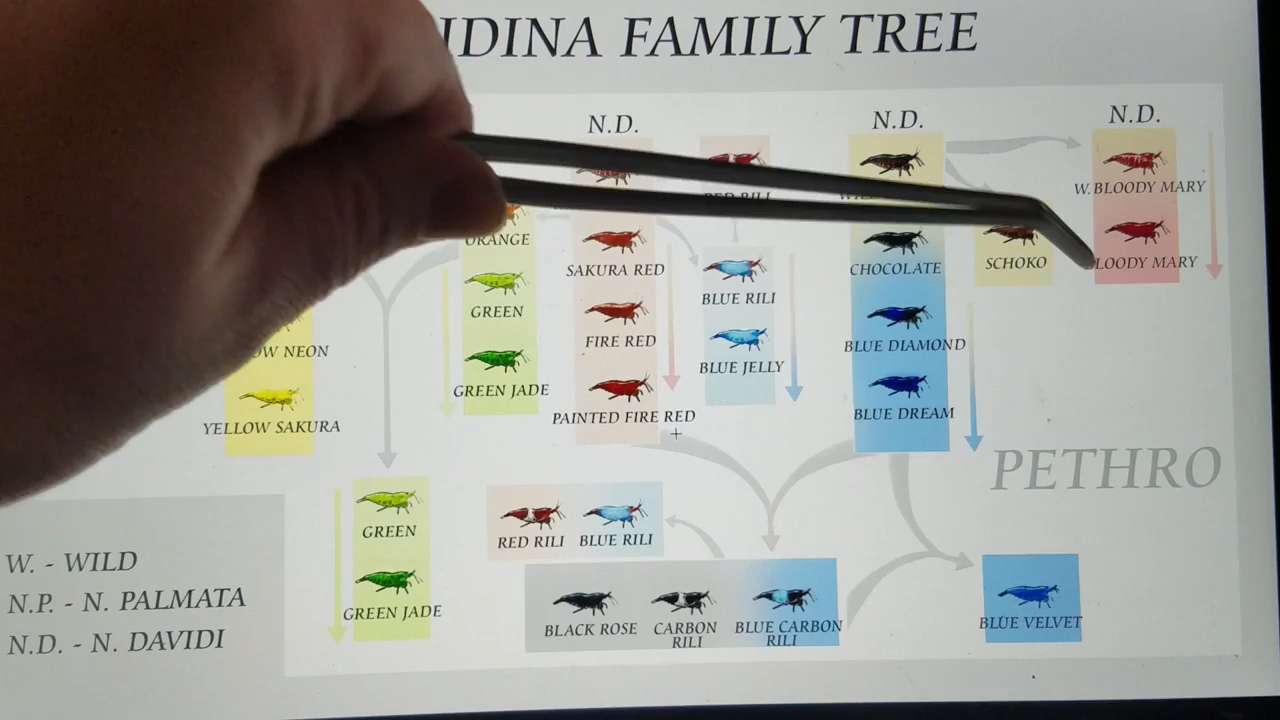 IDINA FAMILY TREE
N.D.
N.D.
N.D.
RED RILI
W.BLOODY MARY
ORANGE
SAKURA RED
CHOCOLATE
SCHOKO
LOODY MARY
GREEN
BLUE RILI
FIRE RED
BLUE DIAMOND
OW NEON
BLUE JELLY
GREEN JADE
PAINTED FIRE RED
+
BLUE DREAM
YELLOW SAKURA
PETHRO
GREEN
RED RILI
BLUE RILI
W. - WILD
N.P. - N. PALMATA
N.D. - N. DAVIDI
GREEN JADE
BLACK ROSE
CARBON
RILI
BLUE CARBON
RILI
BLUE VELVET